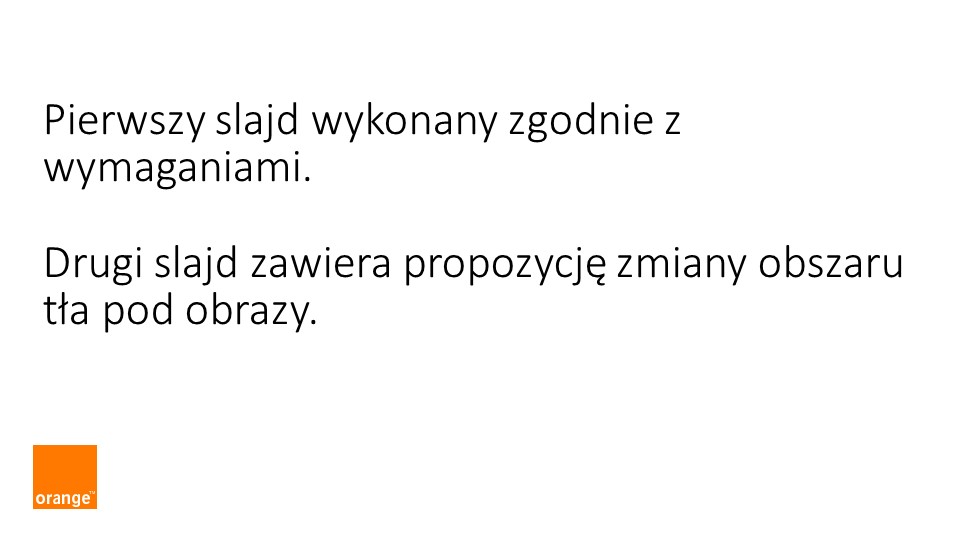 Pierwszy slajd wykonany zgodnie z
wymaganiami.
Drugi slajd zawiera propozycję zmiany obszaru
tła pod obrazy.
orange™